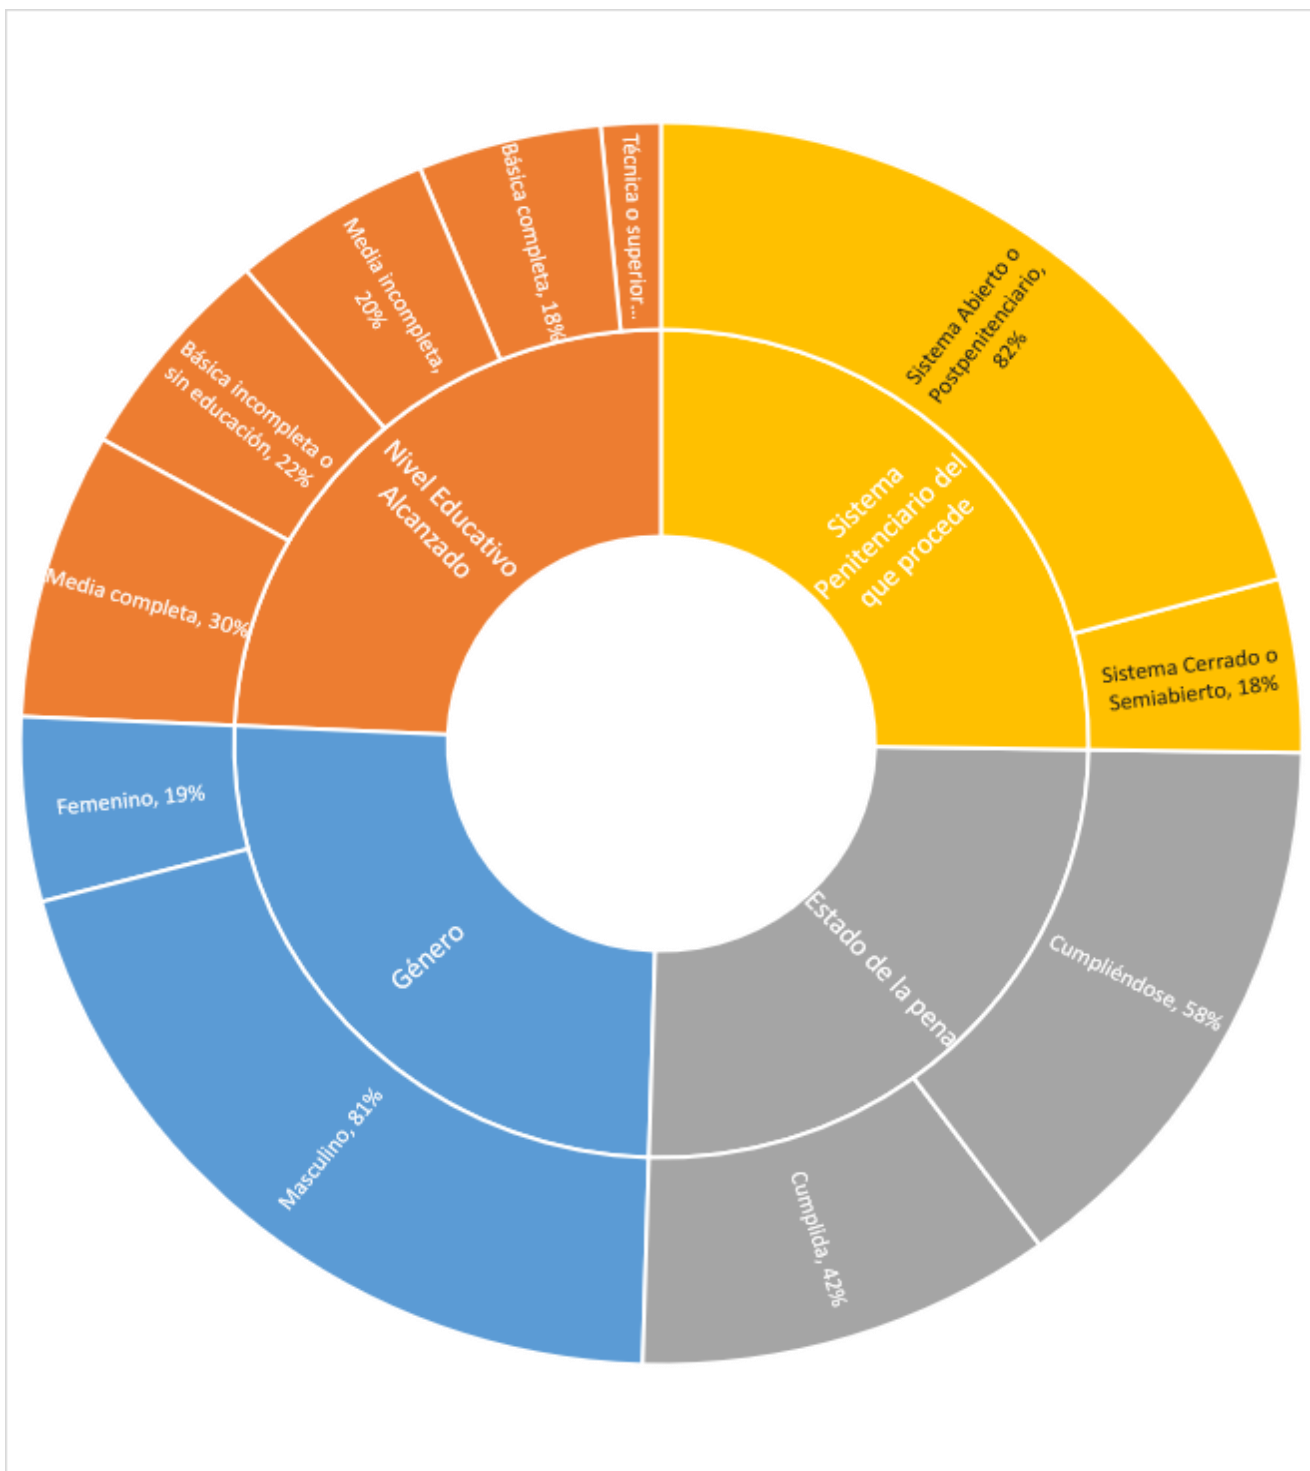 Técnica o superior...
Básica completa, 18%
Media incompleta,
20%
Básica incompleta o
sin educación, 22%
Media completa, 30%
Nivel Educativo
Alcanzado
Sistema Abierto o
Postpenitenciario,
82%
Sistema
Penitenciario del
que procede
Sistema Cerrado o
Semiabierto, 18%
Femenino, 19%
Género
Masculino, 81%
Estado de la pena
Cumpliéndose, 58%
Cumplida, 42%